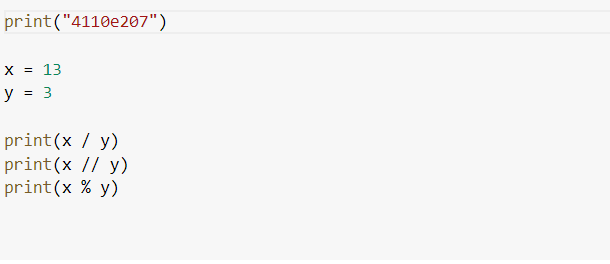 print("4110e207")
x = 13
y = 3
print(x / y)
print(x // y)
print(x % y)